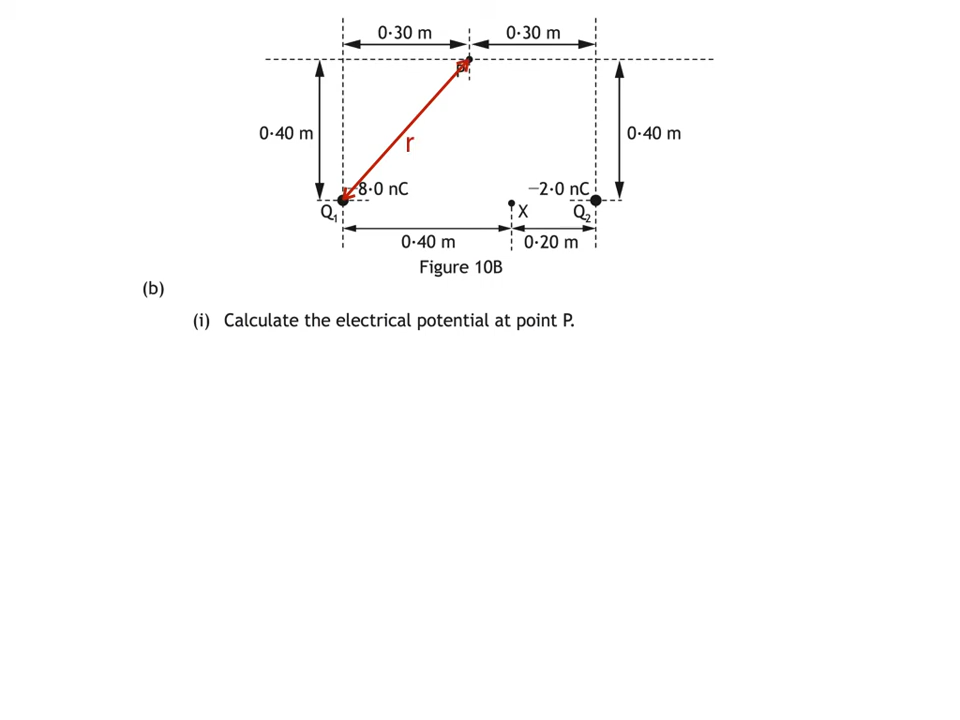 0·30 m 0·30 m
P
0·40 m 0·40 m
r
−8·0 nC −2·0 nC
Q₁ X Q₂
0·40 m 0·20 m
Figure 10B
(b)
(i) Calculate the electrical potential at point P.